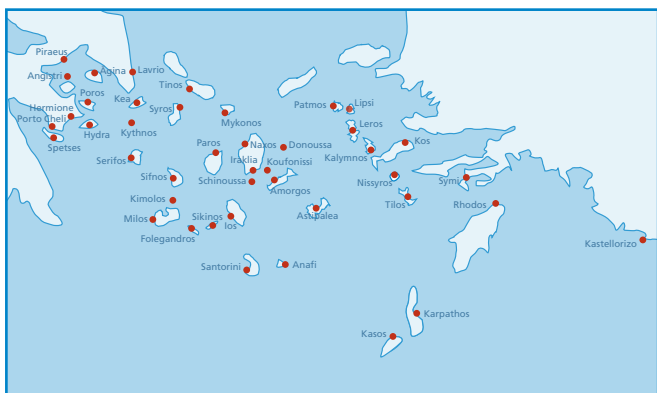 Piraeus
Angistri
Agina
Lavrio
Poros
Tinos
Hermione
Kea
Syros
Patmos
Lipsi
Porto Cheli
Hydra
Kythnos
Mykonos
Leros
Spetses
Paros
Naxos
Donoussa
Kos
Serifos
Iraklia
Koufonissi
Kalymnos
Sifnos
Schinoussa
Amorgos
Nissyros
Symi
Kimolos
Tilos
Rhodos
Milos
Sikinos
Ios
Astipalea
Folegandros
Kastellorizo
Santorini
Anafi
Karpathos
Kasos